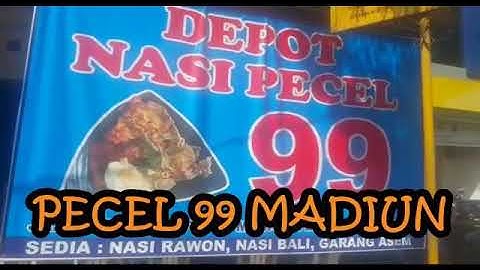 DEPOT
NASI PECEL
99
PECEL 99 MADIUN
SEDIA : NASI RAWON, NASI BALI, GARANG ASEM